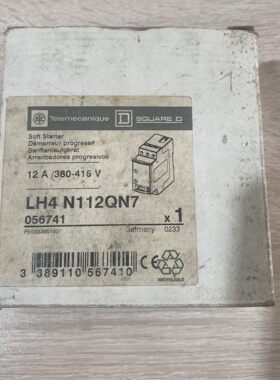 Telemecanique SQUARE D
Soft Starter
Démarreur progressif
Sanftanlaufgerät
Arrancadores progresivos
12 A /380-415 V
LH4 N112QN7
056741 x 1
Germany 0233
3 389110 567410
CE
RECYCLABLE